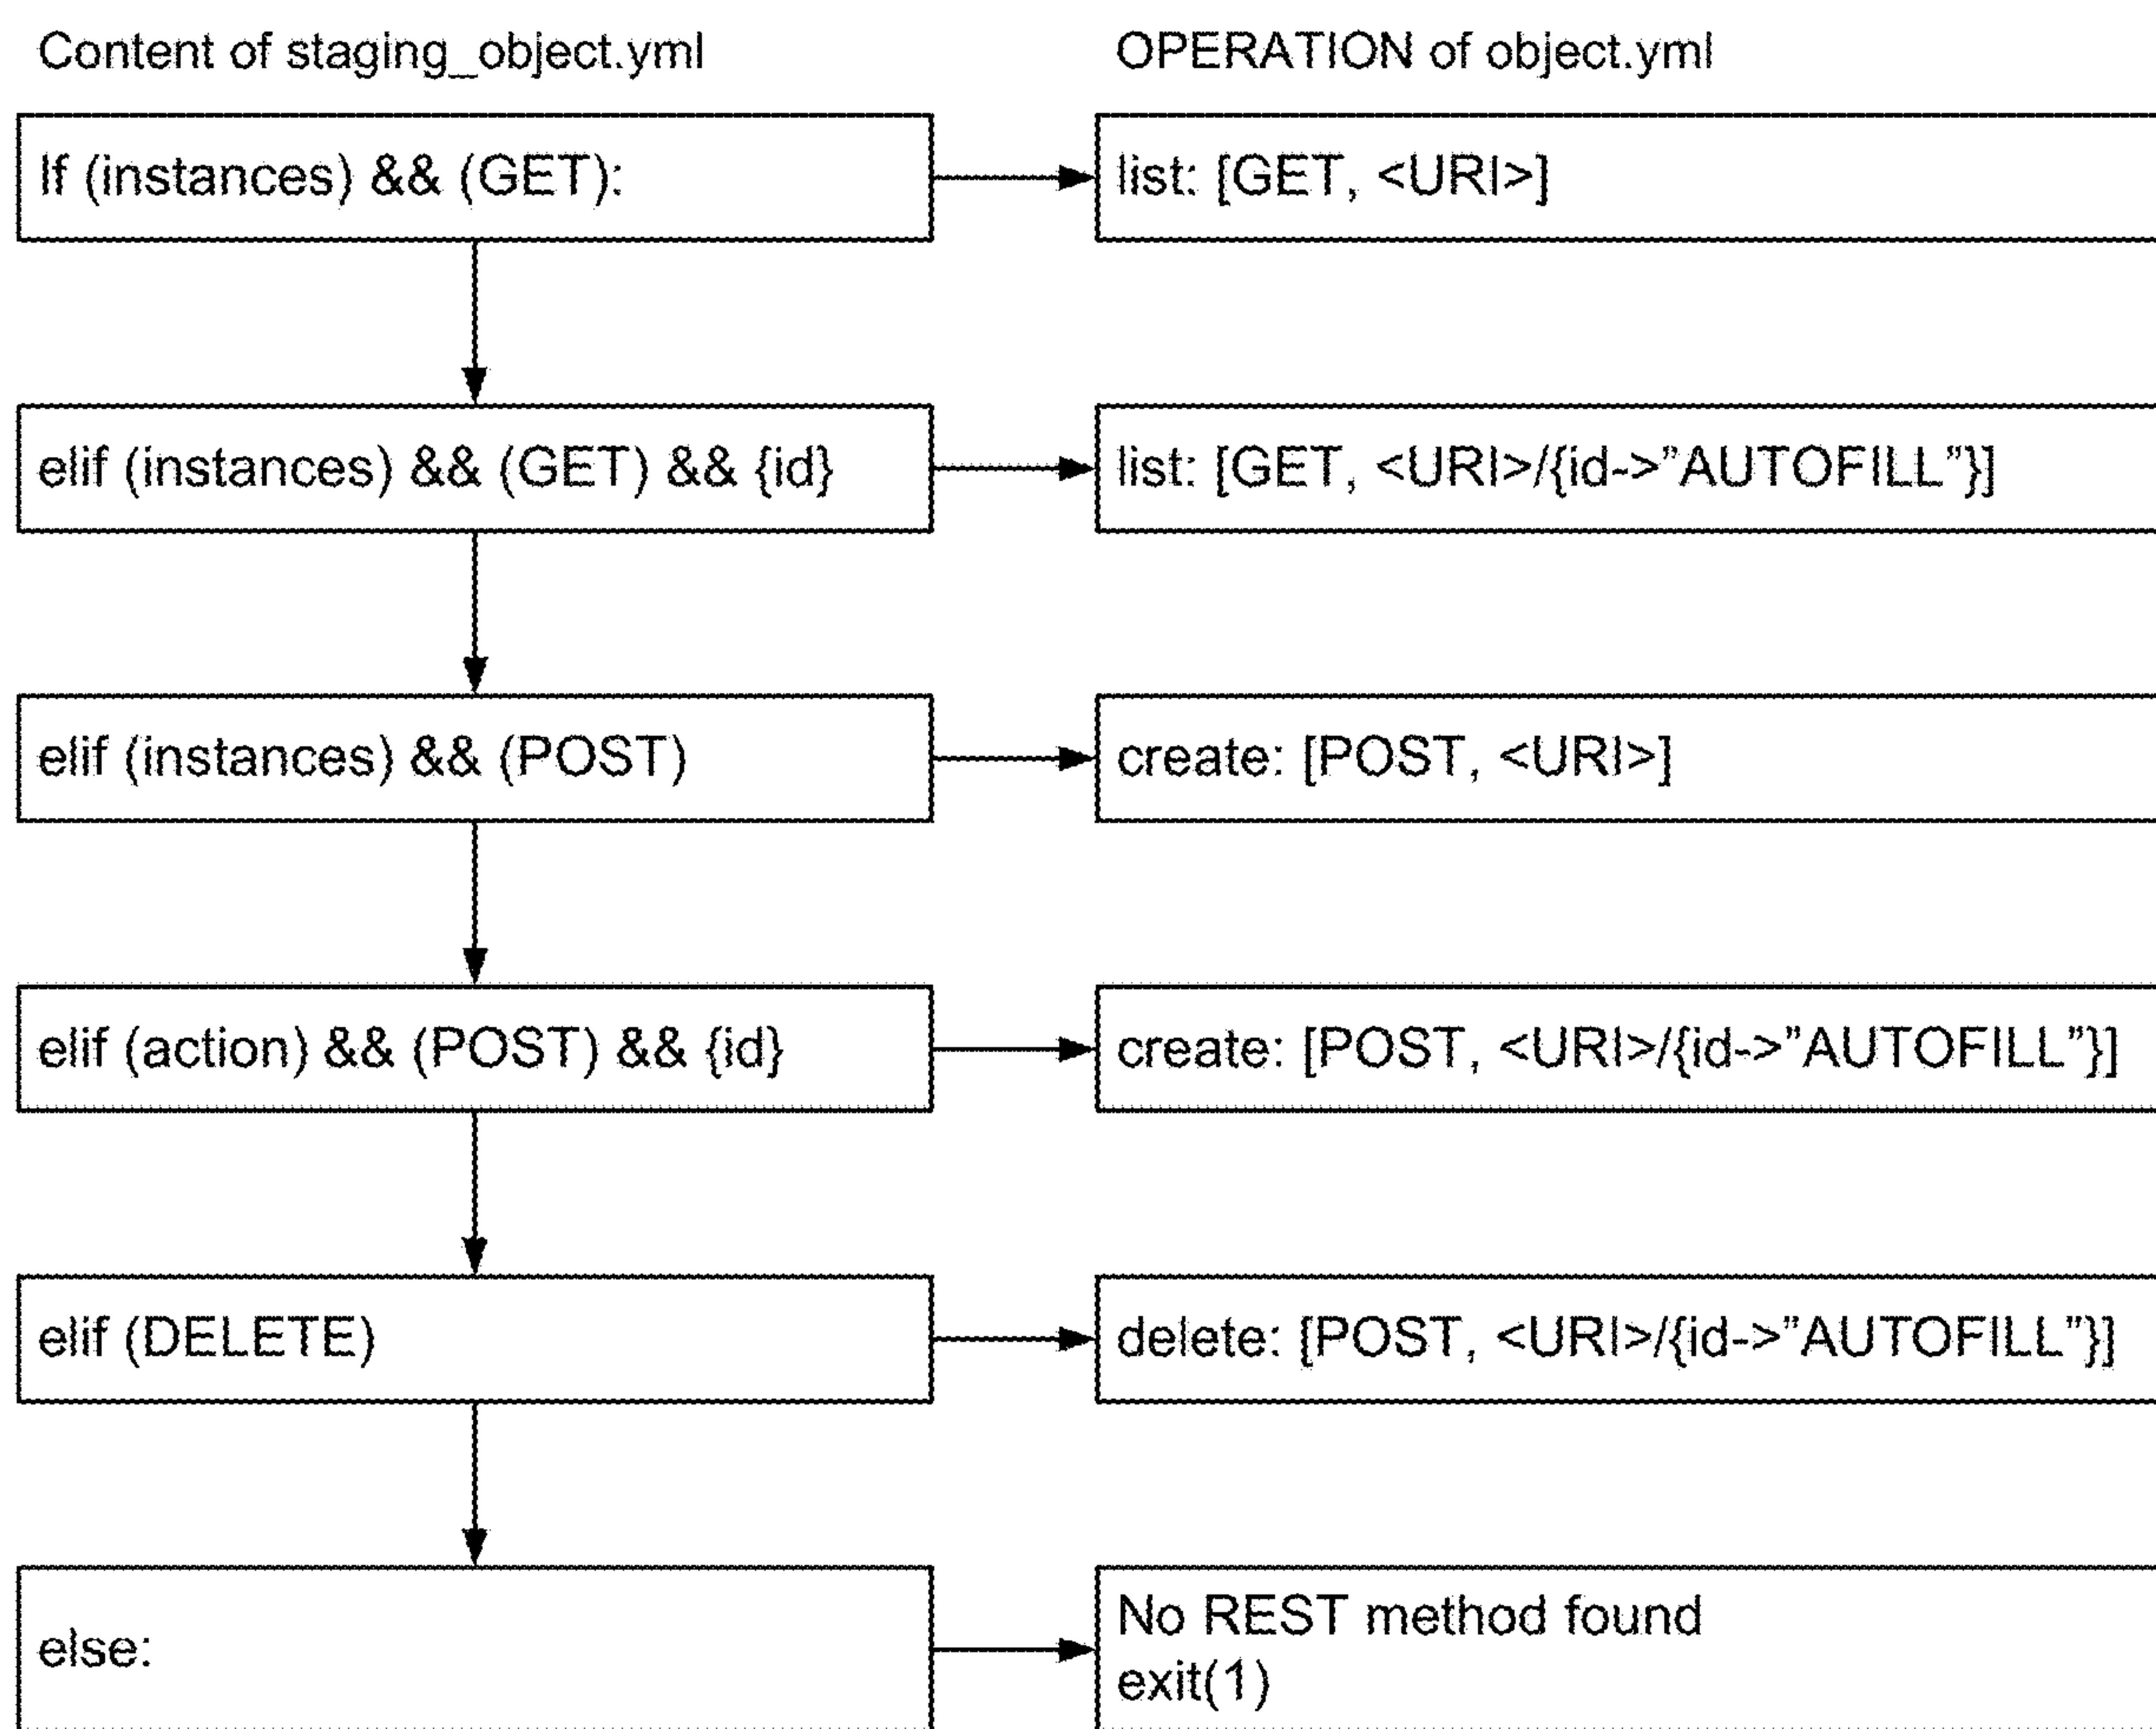 Content of staging_object.yml
OPERATION of object.yml
If (instances) && (GET):
list: [GET, <URI>]
elif (instances) && (GET) && {id}
list: [GET, <URI>/{id->”AUTOFILL”}]
elif (instances) && (POST)
create: [POST, <URI>]
elif (action) && (POST) && {id}
create: [POST, <URI>/{id->”AUTOFILL”}]
elif (DELETE)
delete: [POST, <URI>/{id->”AUTOFILL”}]
else:
No REST method found
exit(1)